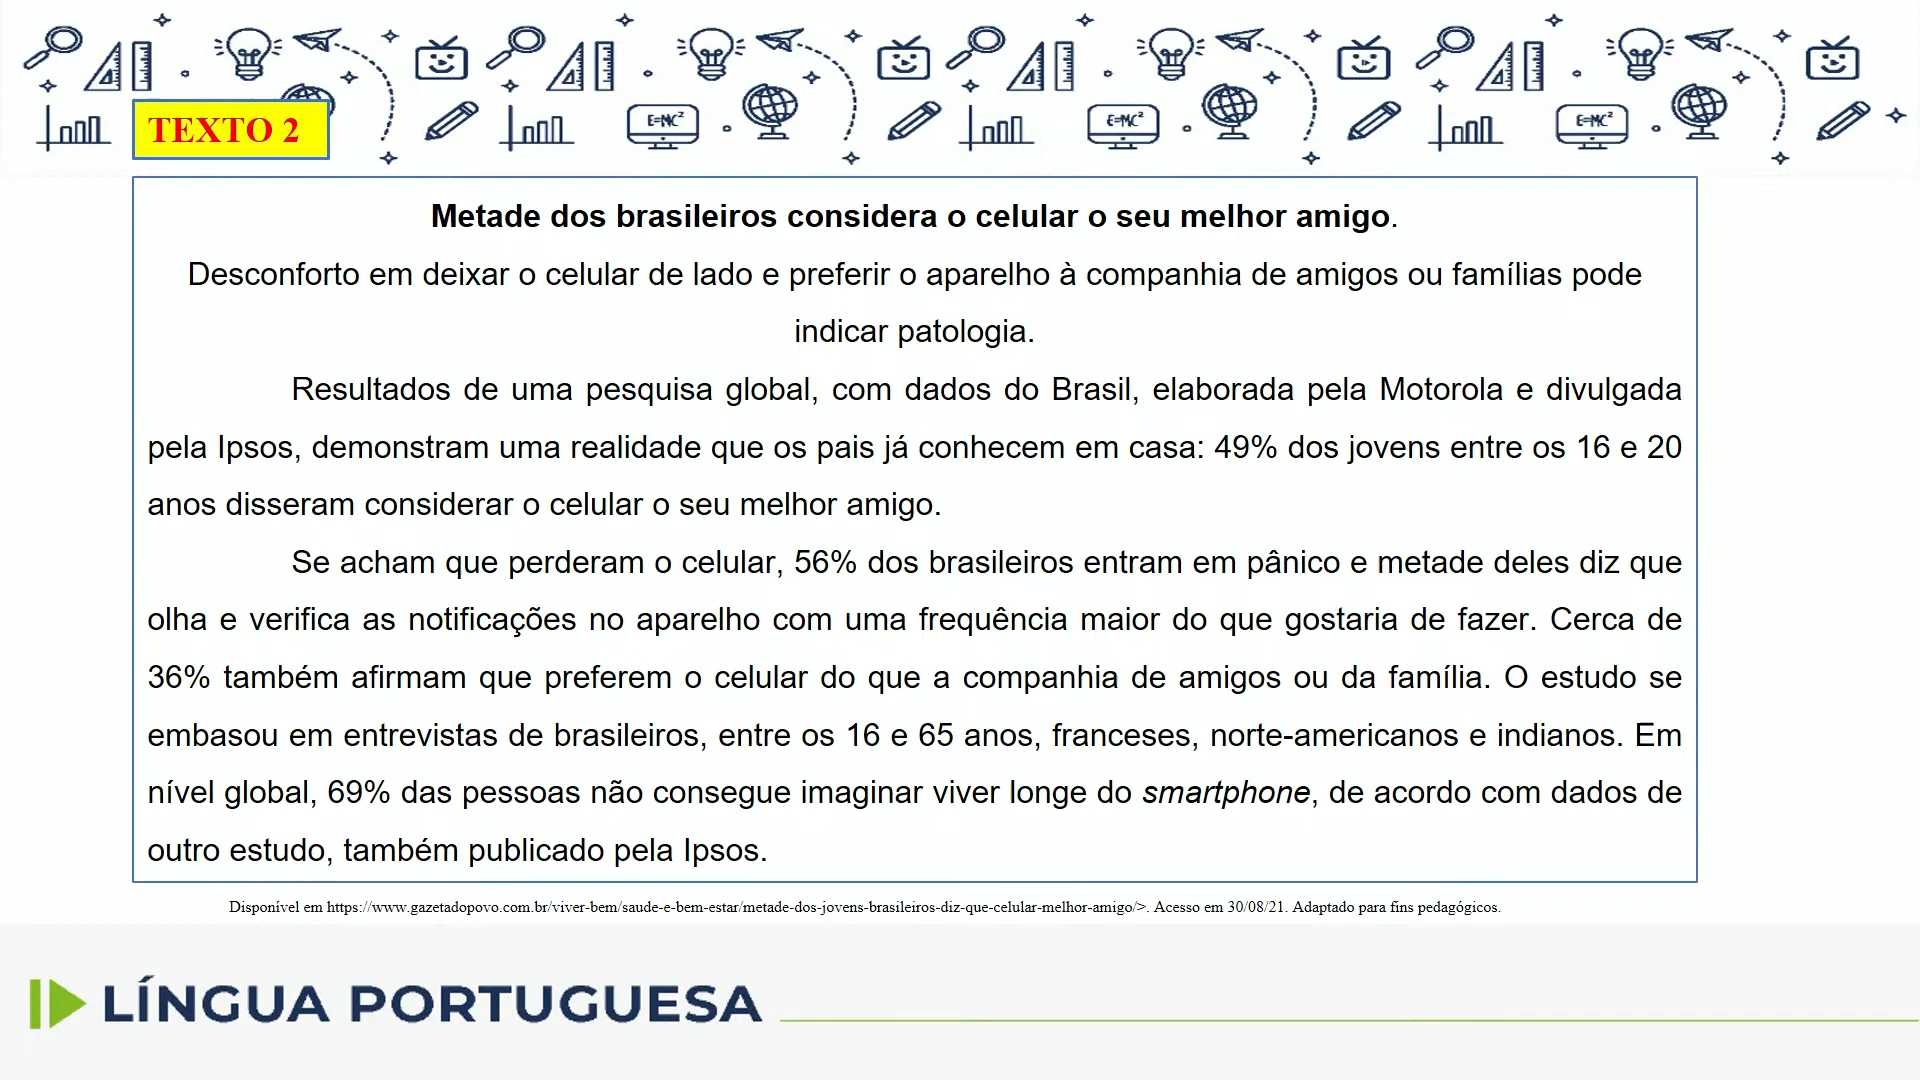 E=MC² E=MC² E=MC²
TEXTO 2
Metade dos brasileiros considera o celular o seu melhor amigo.
Desconforto em deixar o celular de lado e preferir o aparelho à companhia de amigos ou famílias pode
indicar patologia.
Resultados de uma pesquisa global, com dados do Brasil, elaborada pela Motorola e divulgada
pela Ipsos, demonstram uma realidade que os pais já conhecem em casa: 49% dos jovens entre os 16 e 20
anos disseram considerar o celular o seu melhor amigo.
Se acham que perderam o celular, 56% dos brasileiros entram em pânico e metade deles diz que
olha e verifica as notificações no aparelho com uma frequência maior do que gostaria de fazer. Cerca de
36% também afirmam que preferem o celular do que a companhia de amigos ou da família. O estudo se
embasou em entrevistas de brasileiros, entre os 16 e 65 anos, franceses, norte-americanos e indianos. Em
nível global, 69% das pessoas não consegue imaginar viver longe do smartphone, de acordo com dados de
outro estudo, também publicado pela Ipsos.
Disponível em https://www.gazetadopovo.com.br/viver-bem/saude-e-bem-estar/metade-dos-jovens-brasileiros-diz-que-celular-melhor-amigo/>. Acesso em 30/08/21. Adaptado para fins pedagógicos.
LÍNGUA PORTUGUESA